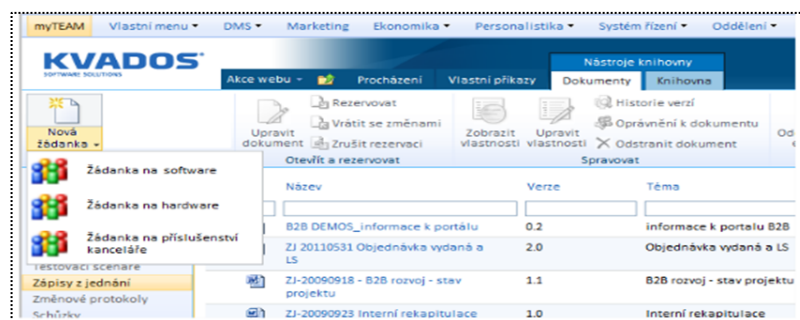 myTEAM Vlastní menu DMS Marketing Ekonomika Personalistika Systém řízení Oddělení
KVADOS
SOFTWARE SOLUTIONS
Nástroje knihovny
Akce webu Procházení Vlastní příkazy Dokumenty Knihovna
Nová žádanka
Upravit dokument
Rezervovat
Vrátit se změnami
Zrušit rezervaci
Otevřít a rezervovat
Zobrazit vlastnosti
Upravit vlastnosti
Historie verzí
Oprávnění k dokumentu
Odstranit dokument
Spravovat
Žádanka na software
Žádanka na hardware
Žádanka na příslušenství
kanceláře
Testovací scénáře
Zápisy z jednání
Změnové protokoly
Schůzky
Název Verze Téma
B2B DEMOS_informace k portálu 0.2 informace k portalu B2B
ZJ 20110531 Objednávka vydaná a 2.0 Objednávka vydaná a LS
LS
ZJ-20090918 - B2B rozvoj - stav 1.1 B2B rozvoj - stav projektu
projektu
ZJ-20090923 Interní rekapitulace 1.0 Interní rekapitulace